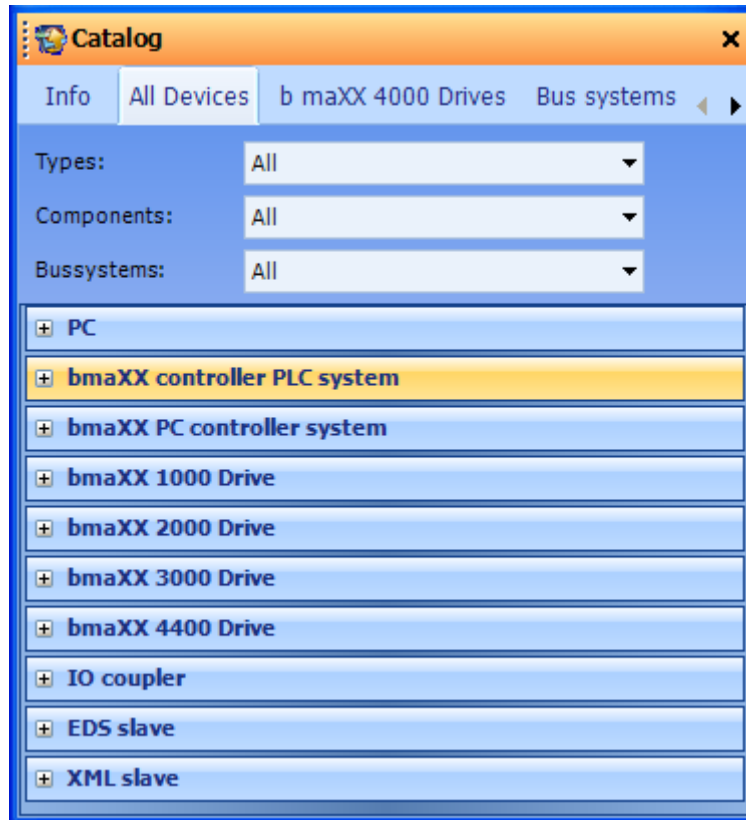 Catalog
Info All Devices b maXX 4000 Drives Bus systems
Types: All
Components: All
Bussystems: All
PC
bmaXX controller PLC system
bmaXX PC controller system
bmaXX 1000 Drive
bmaXX 2000 Drive
bmaXX 3000 Drive
bmaXX 4400 Drive
IO coupler
EDS slave
XML slave